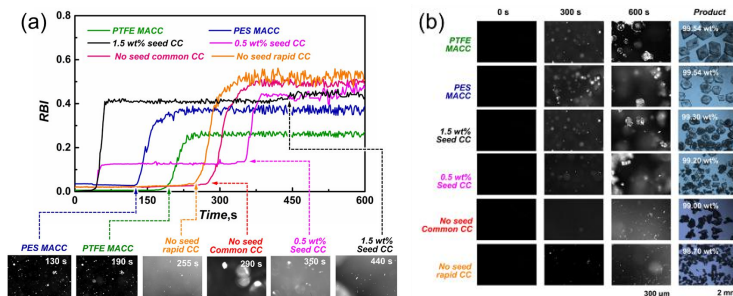 (a)
PTFE MACC
PES MACC
1.5 wt% seed CC
0.5 wt% seed CC
No seed common CC
No seed rapid CC
RBI
0.6
0.4
0.2
0.0
0
150
300
450
600
Time,s
PES MACC
PTFE MACC
No seed
rapid CC
No seed
Common CC
0.5 wt%
Seed CC
1.5 wt%
Seed CC
130 s
190 s
255 s
290 s
350 s
440 s
(b)
0 s
300 s
600 s
Product
PTFE
MACC
99.54 wt%
PES
MACC
99.54 wt%
1.5 wt%
Seed CC
99.30 wt%
0.5 wt%
Seed CC
99.20 wt%
No seed
Common CC
99.00 wt%
No seed
rapid CC
98.70 wt%
300 um
2 mm